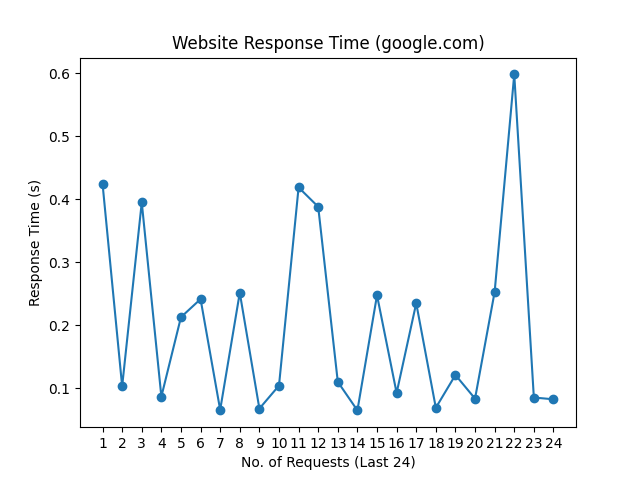 Website Response Time (google.com)
0.6
0.5
0.4
0.3
0.2
0.1
Response Time (s)
1 2 3 4 5 6 7 8 9 10 11 12 13 14 15 16 17 18 19 20 21 22 23 24
No. of Requests (Last 24)